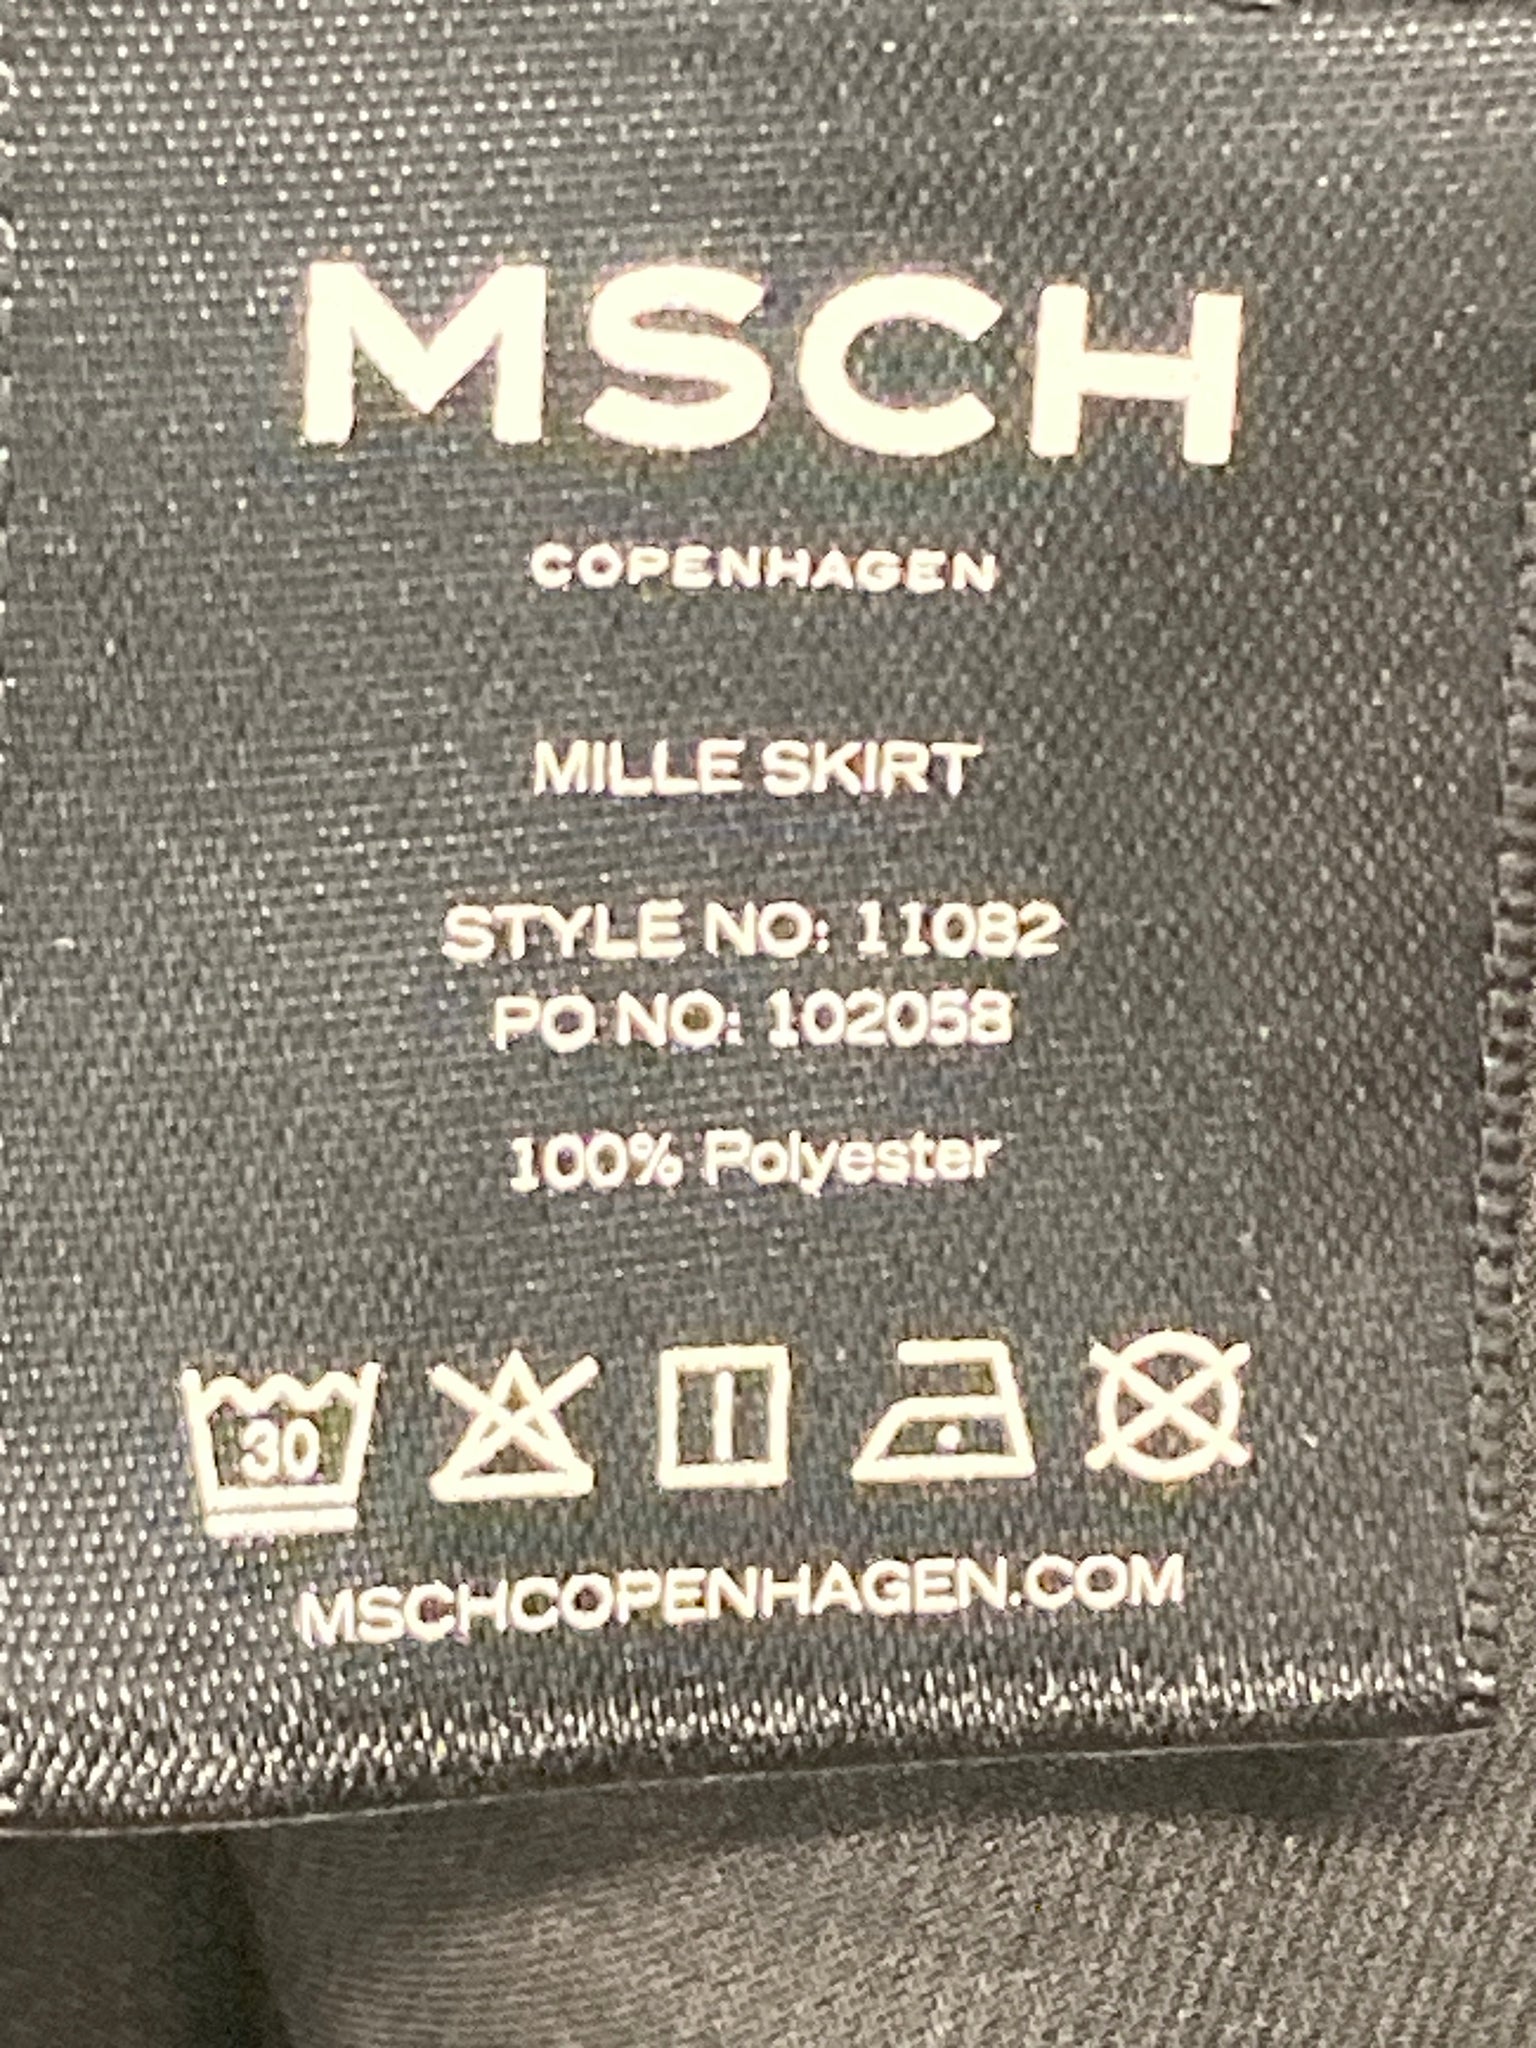 MSCH
COPENHAGEN
MILLE SKIRT
STYLE NO: 11082
PO NO: 102058
100% Polyester
30
MSCHCOPENHAGEN.COM